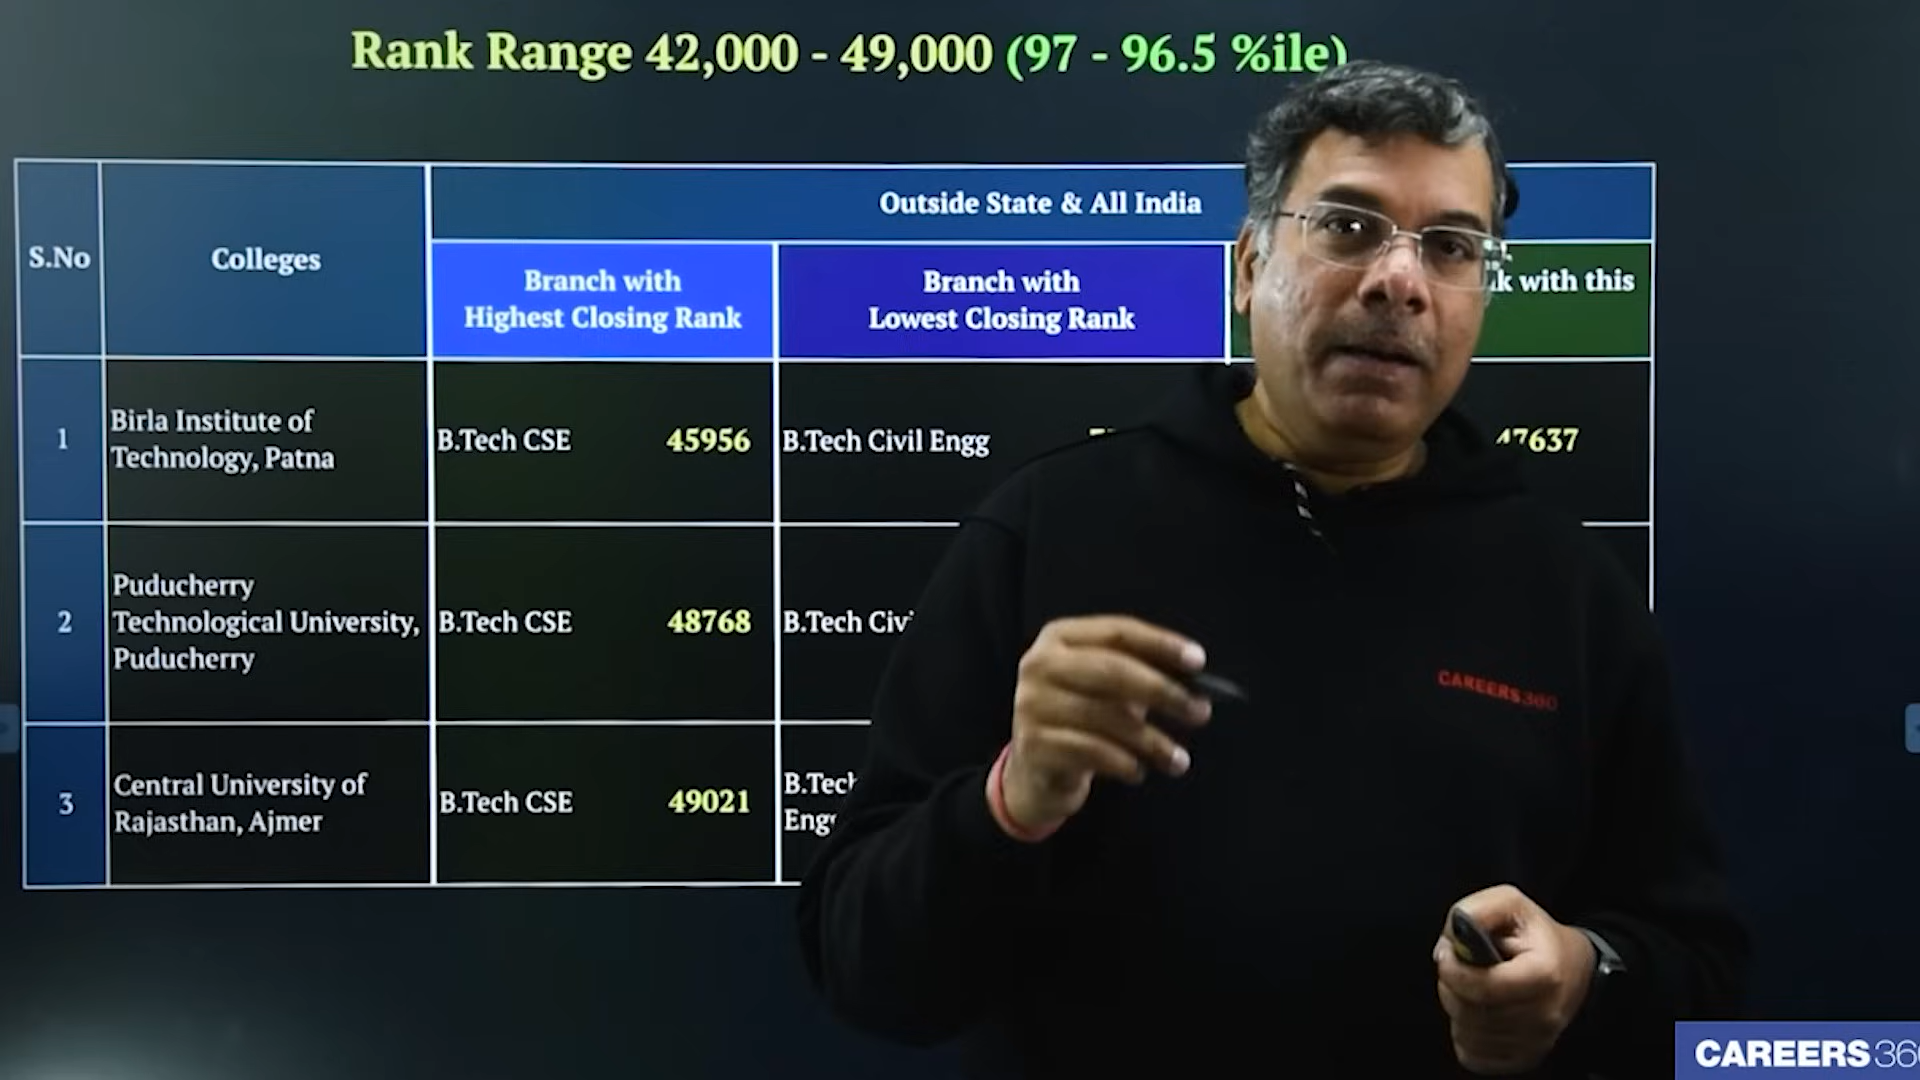 Rank Range 42,000 - 49,000 (97 - 96.5 %ile)
Outside State & All India
S.No
Colleges
Branch with
Highest Closing Rank
Branch with
Lowest Closing Rank
with this
1
Birla Institute of
Technology, Patna
B.Tech CSE
45956
B.Tech Civil Engg
47637
2
Puducherry
Technological University,
Puducherry
B.Tech CSE
48768
B.Tech
3
Central University of
Rajasthan, Ajmer
B.Tech CSE
49021
B.Tech
CAREERS360
CAREERS360